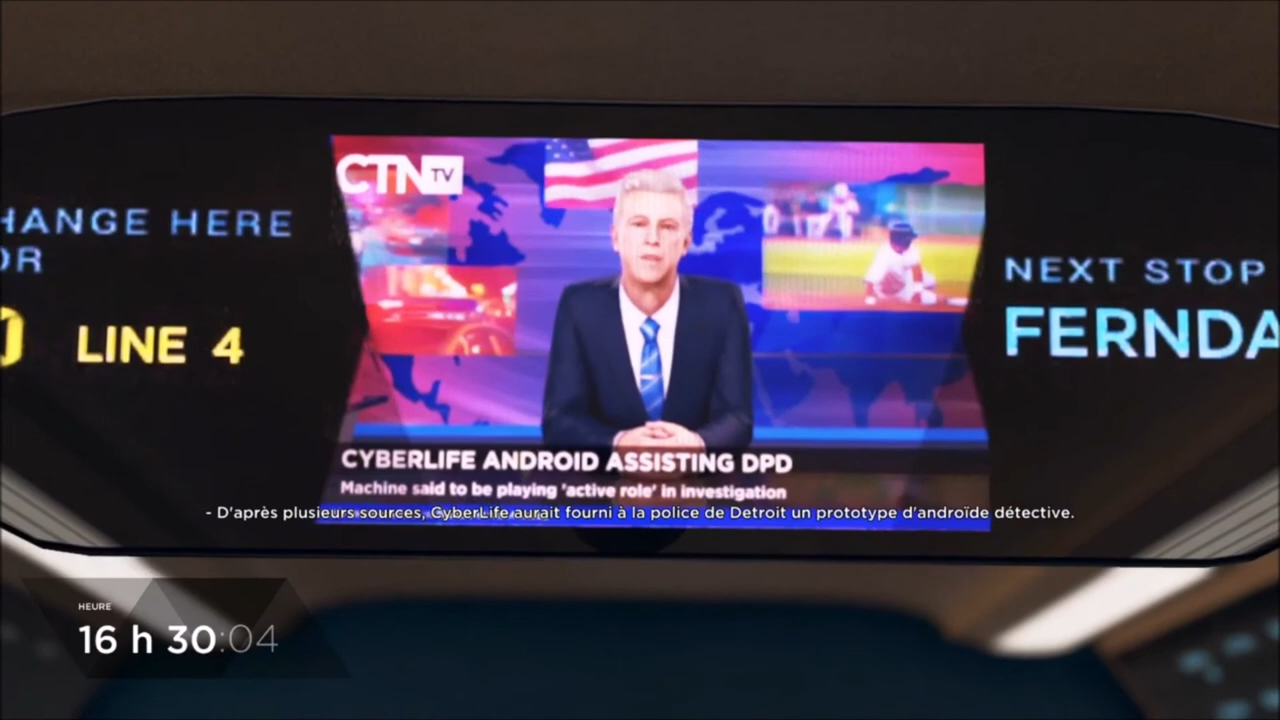 CTN TV
HANGE HERE
OR
LINE 4
NEXT STOP
FERNDA
CYBERLIFE ANDROID ASSISTING DPD
Machine said to be playing 'active role' in investigation
- D'après plusieurs sources, CyberLife aurait fourni à la police de Detroit un prototype d'androïde détective.
HEURE
16 h 30:04